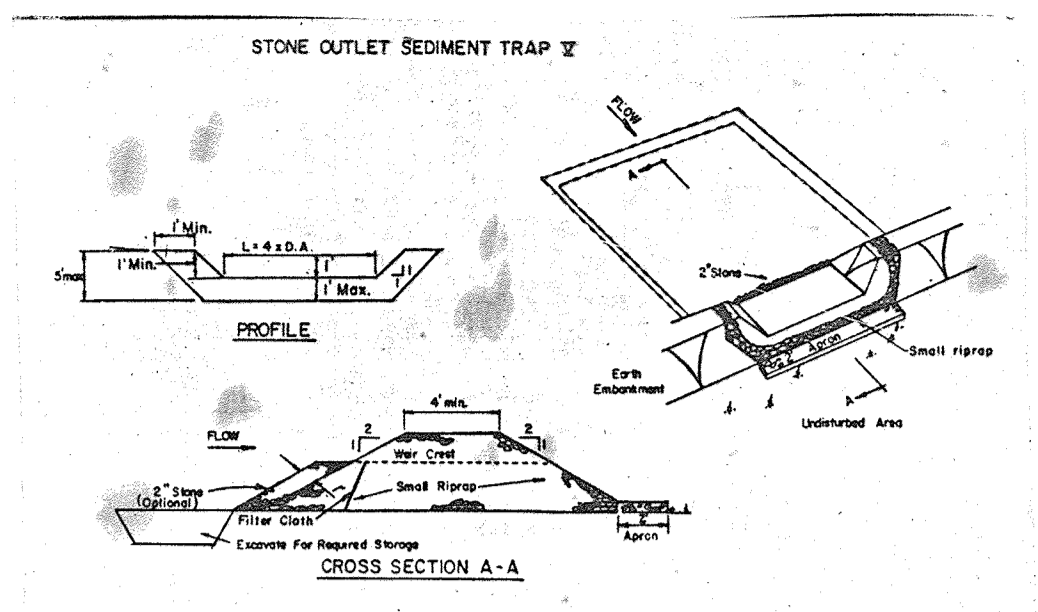 STONE OUTLET SEDIMENT TRAP V
FLOW
A
1' Min.
L = 4 x D.A.
1'
5' max
1' Min.
1' Max.
1
1
PROFILE
2" Stone
Apron
Small riprap
Earth
Embankment
A
Undisturbed Area
4' min.
FLOW
2
1
2
1
Weir Crest
2" Stone
(Optional)
Small Riprap
Filter Cloth
2'
Apron
Excavate For Required Storage
CROSS SECTION A-A